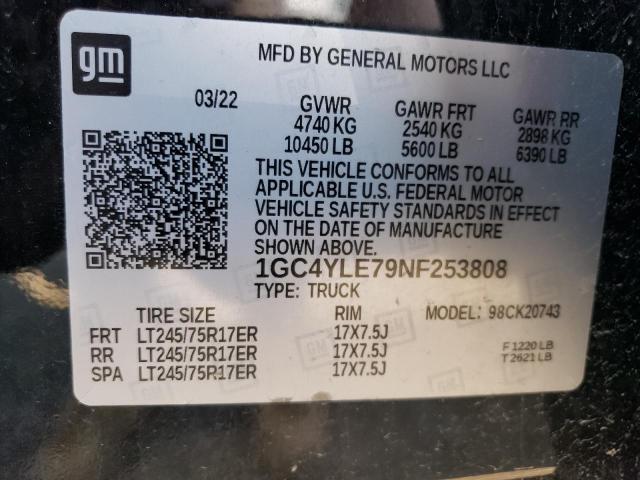 gm
MFD BY GENERAL MOTORS LLC
03/22 GVWR GAWR FRT GAWR RR
4740 KG 2540 KG 2898 KG
10450 LB 5600 LB 6390 LB
THIS VEHICLE CONFORMS TO ALL
APPLICABLE U.S. FEDERAL MOTOR
VEHICLE SAFETY STANDARDS IN EFFECT
ON THE DATE OF MANUFACTURE
SHOWN ABOVE.
1GC4YLE79NF253808
TYPE: TRUCK
TIRE SIZE RIM MODEL: 98CK20743
FRT LT245/75R17ER 17X7.5J
RR LT245/75R17ER 17X7.5J F 1220 LB
SPA LT245/75R17ER 17X7.5J T 2621 LB